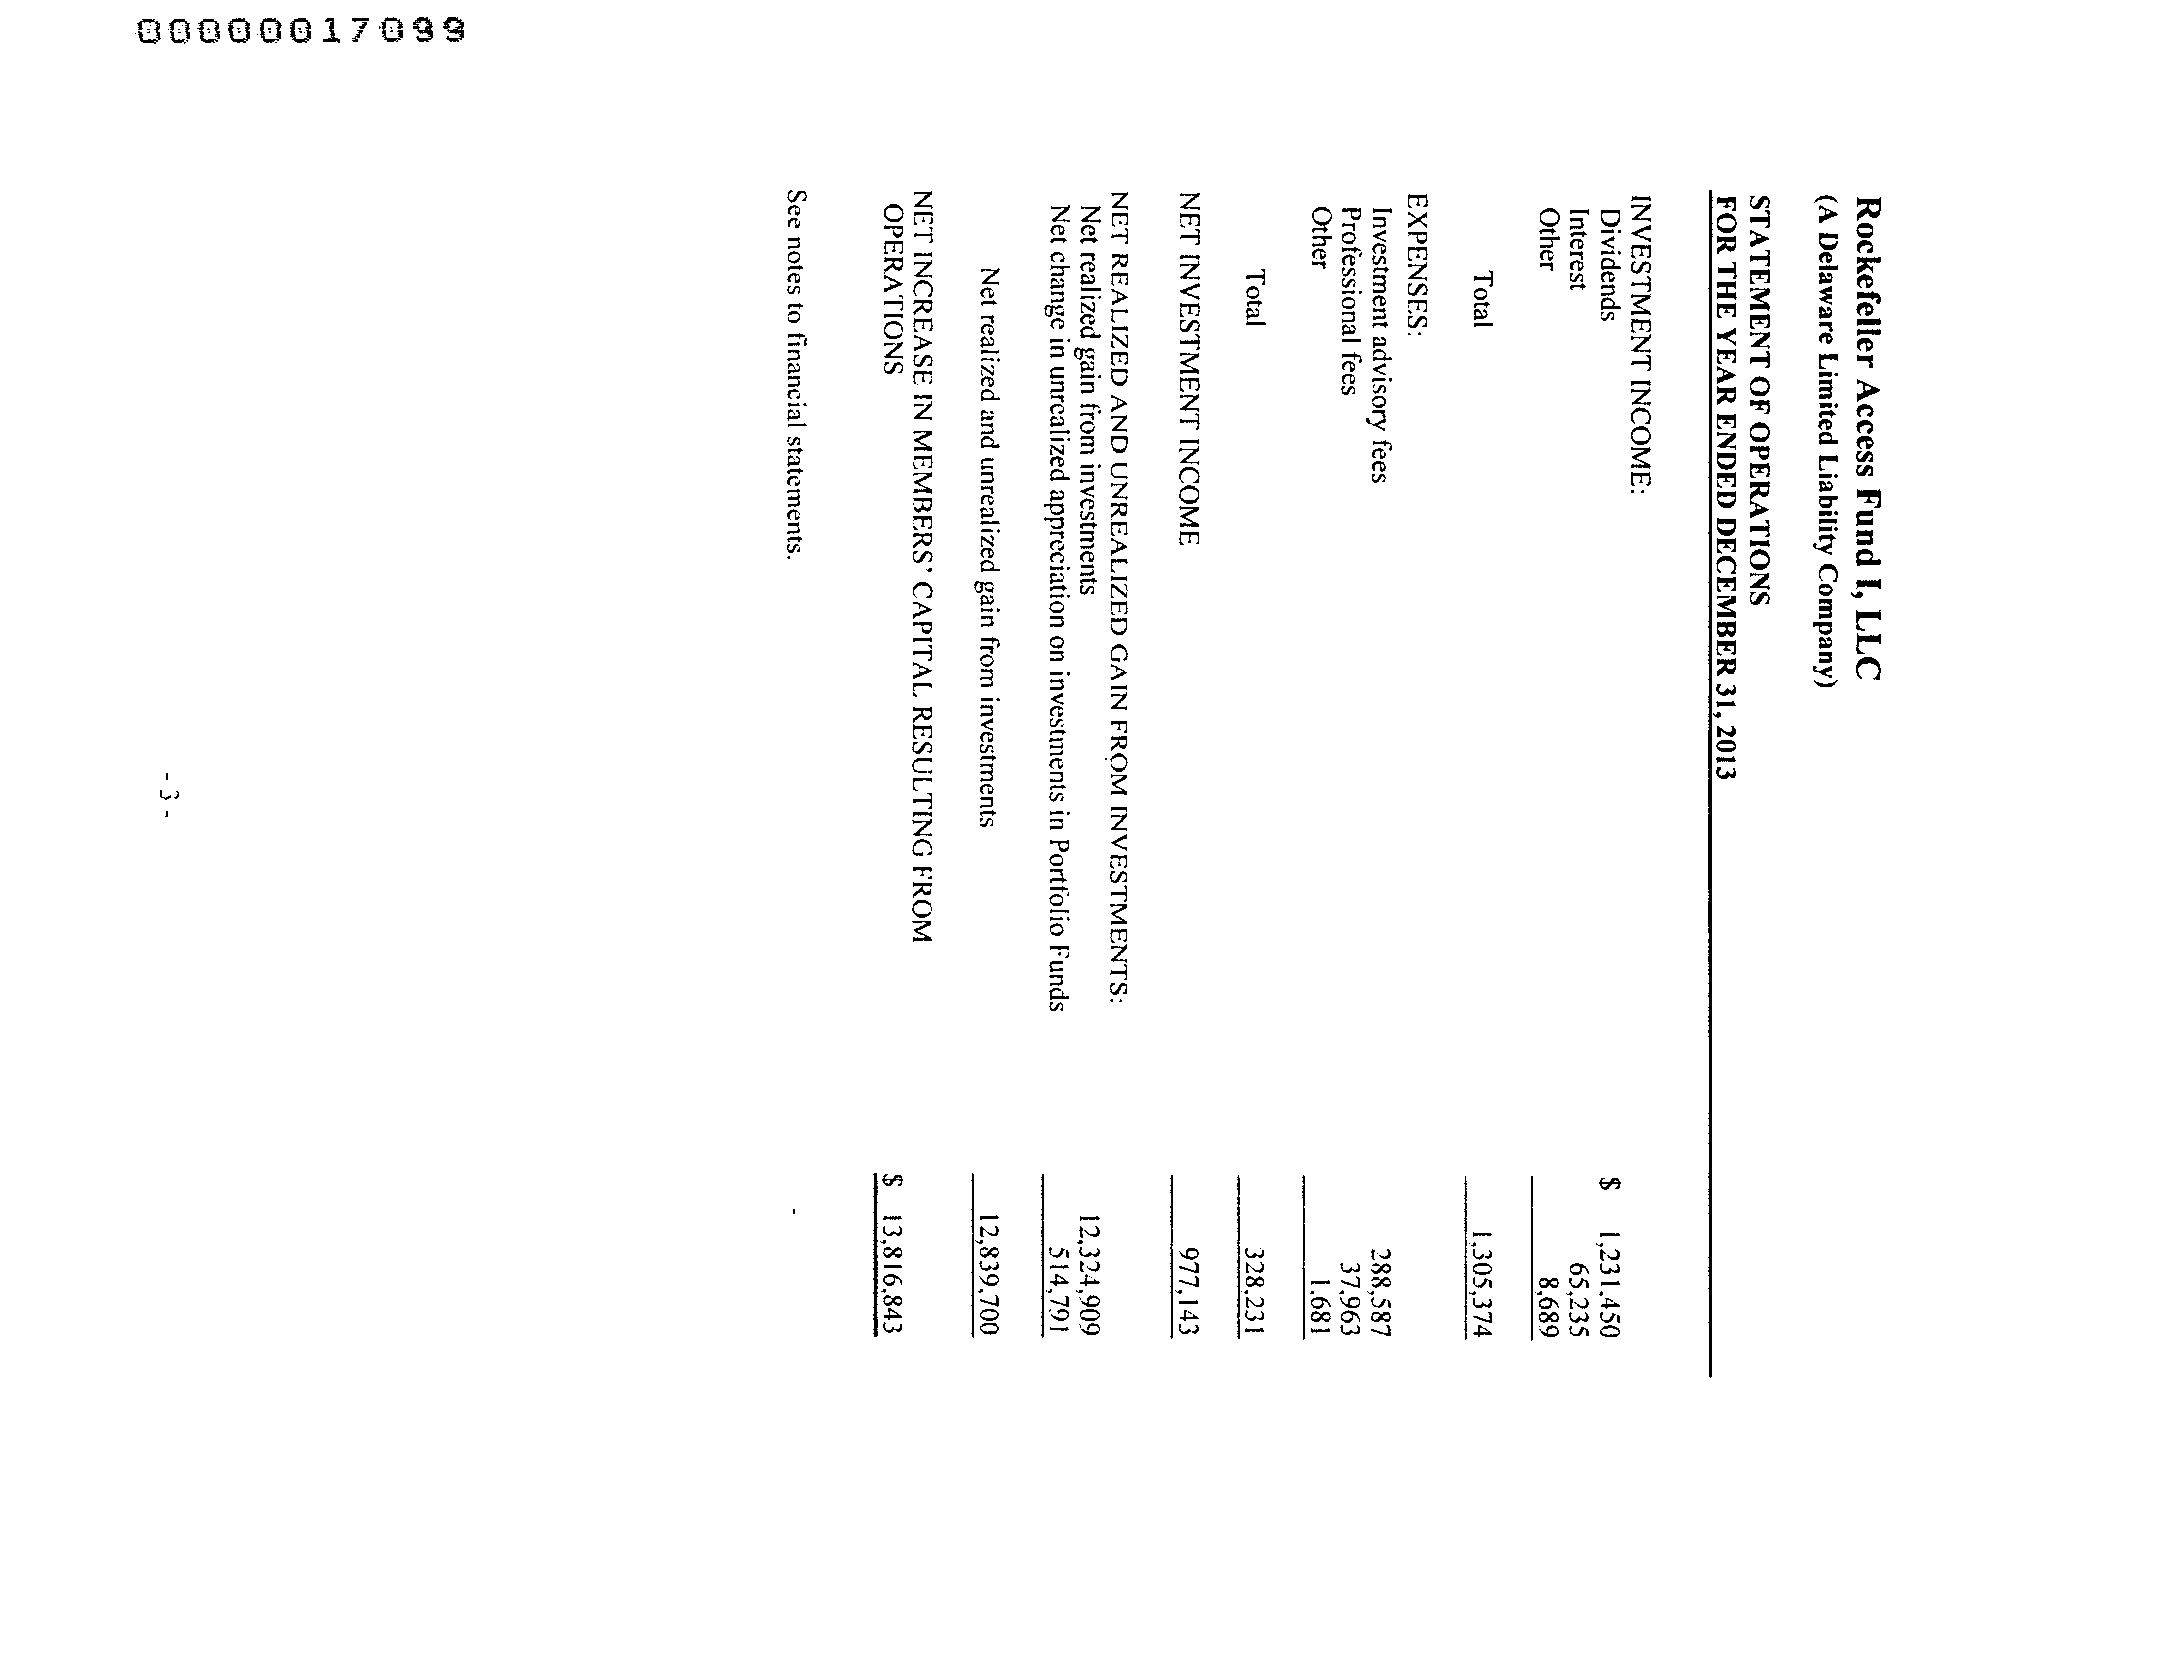 00000017099
Rockefeller Access Fund I, LLC
(A Delaware Limited Liability Company)
STATEMENT OF OPERATIONS
FOR THE YEAR ENDED DECEMBER 31, 2013
INVESTMENT INCOME:
Dividends $ 1,231,450
Interest 65,235
Other 8,689
Total 1,305,374
EXPENSES:
Investment advisory fees 288,587
Professional fees 37,963
Other 1,681
Total 328,231
NET INVESTMENT INCOME 977,143
NET REALIZED AND UNREALIZED GAIN FROM INVESTMENTS:
Net realized gain from investments 12,324,909
Net change in unrealized appreciation on investments in Portfolio Funds 514,791
Net realized and unrealized gain from investments 12,839,700
NET INCREASE IN MEMBERS' CAPITAL RESULTING FROM
OPERATIONS $ 13,816,843
See notes to financial statements.
- 3 -